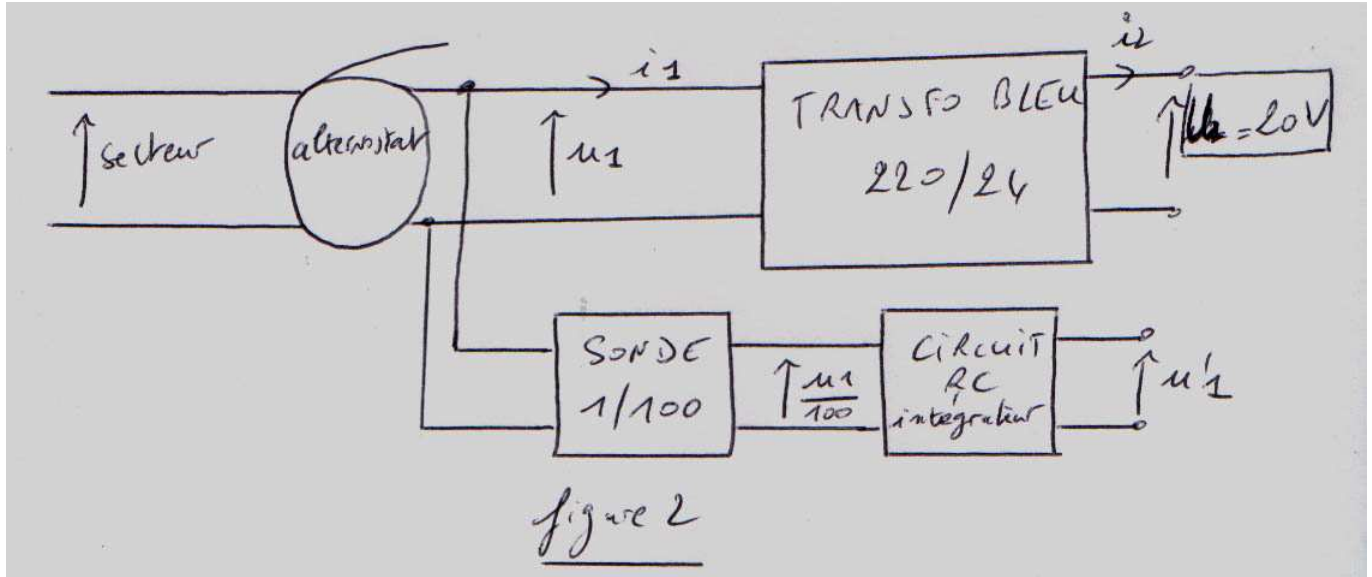 secteur
alternostat
i1
u1
TRANSFO BLEU
220/24
i2
= 20V
SONDE
1/100
u1
100
CIRCUIT
RC
intégrateur
u'1
figure 2